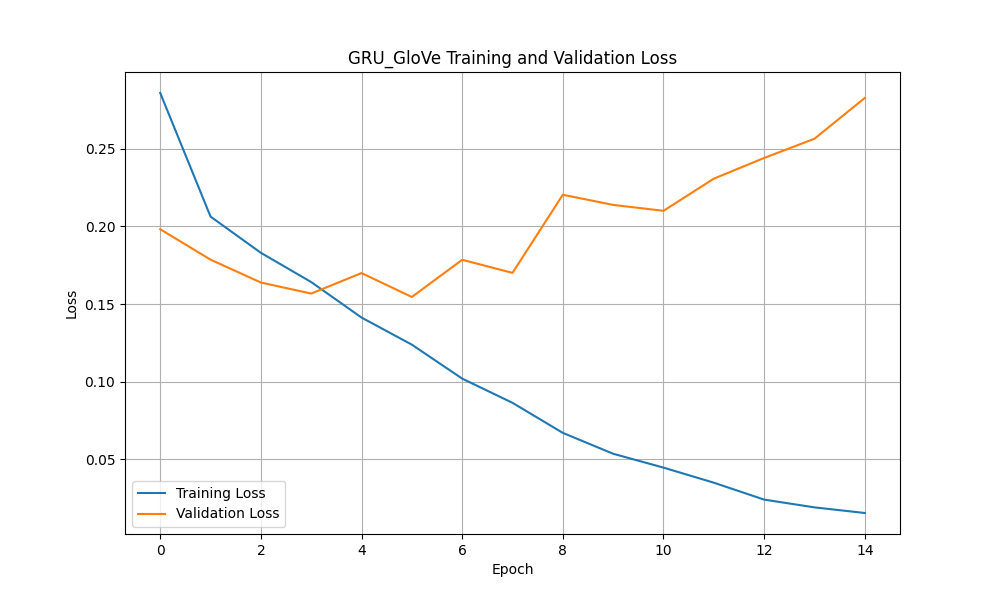 GRU_GloVe Training and Validation Loss
Loss
0.25
0.20
0.15
0.10
0.05
Training Loss
Validation Loss
0 2 4 6 8 10 12 14
Epoch